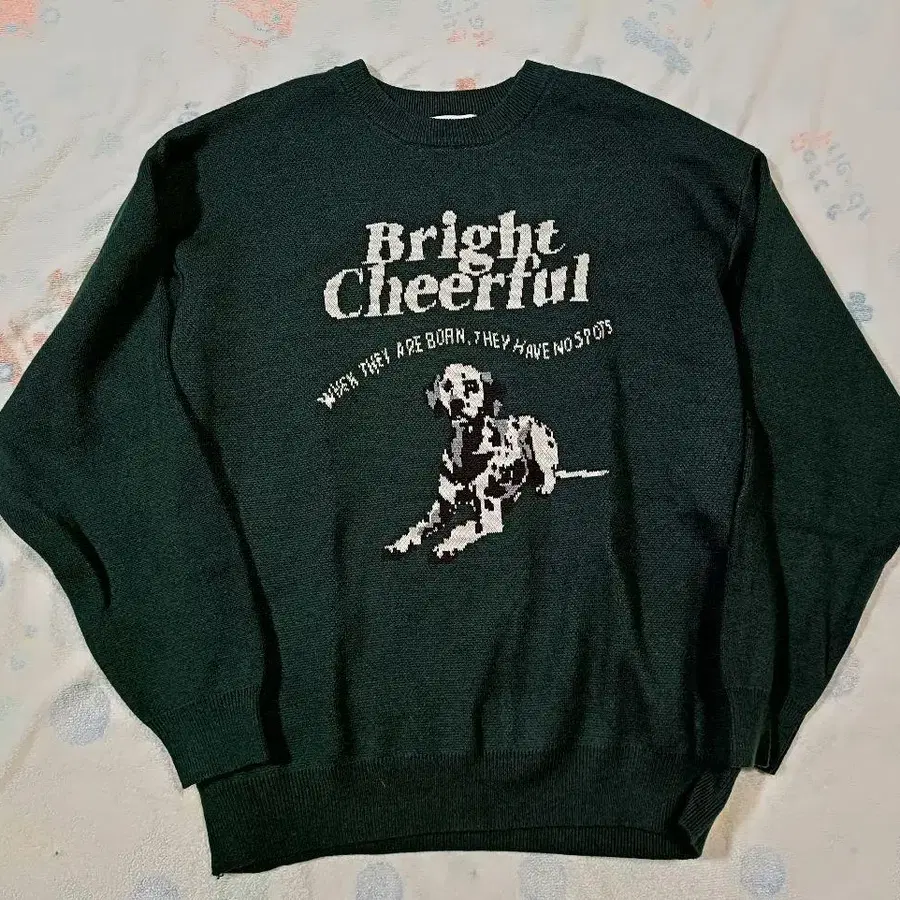 Bright
Cheerful
WHEN THEY ARE BORN, THEY HAVE NO SPOTS